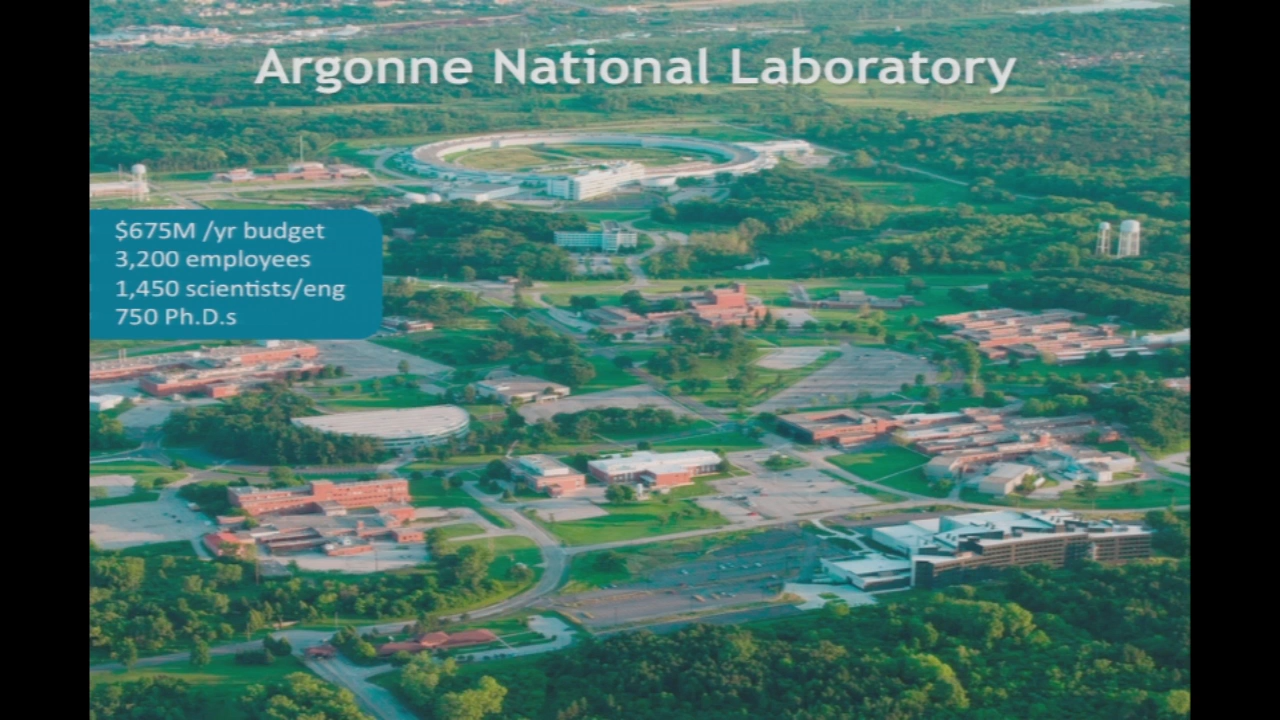 Argonne National Laboratory
$675M /yr budget
3,200 employees
1,450 scientists/eng
750 Ph.D.s